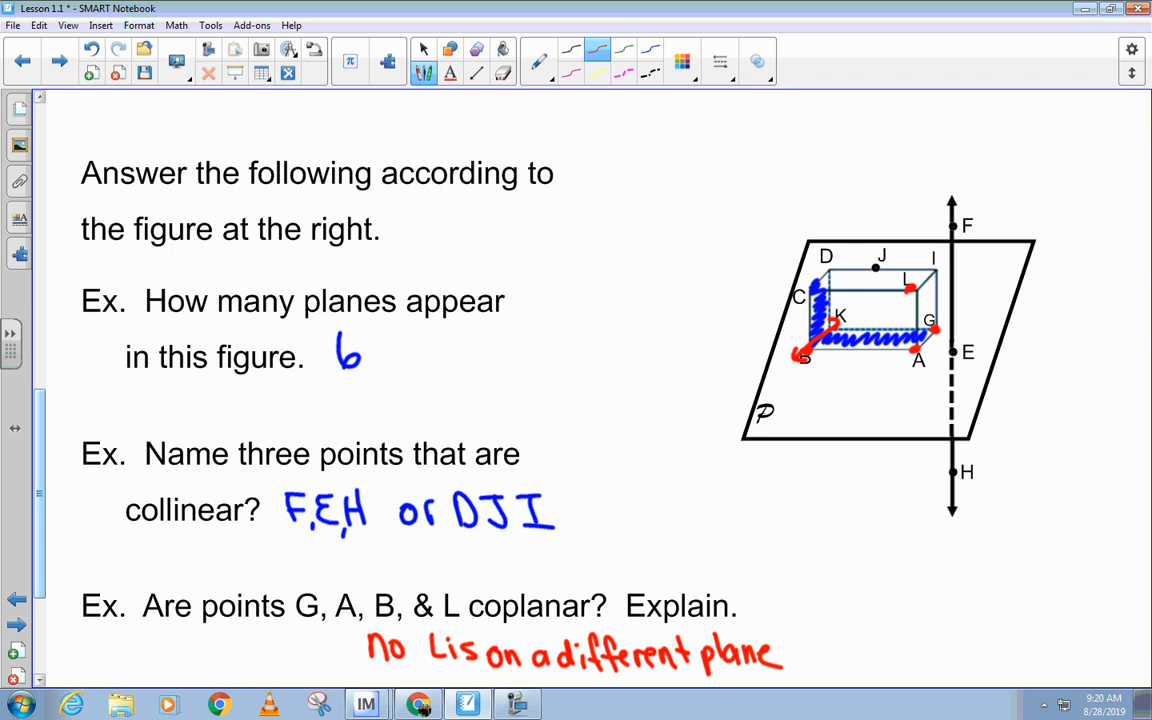 Lesson 1.1 * - SMART Notebook
File Edit View Insert Format Math Tools Add-ons Help
Answer the following according to
the figure at the right.
Ex. How many planes appear
in this figure. 6
Ex. Name three points that are
collinear? F,E,H or DJI
Ex. Are points G, A, B, & L coplanar? Explain.
no L is on a different plane
F
D J I
C L
K G
B A E
P
H
IM
9:20 AM
8/28/2019